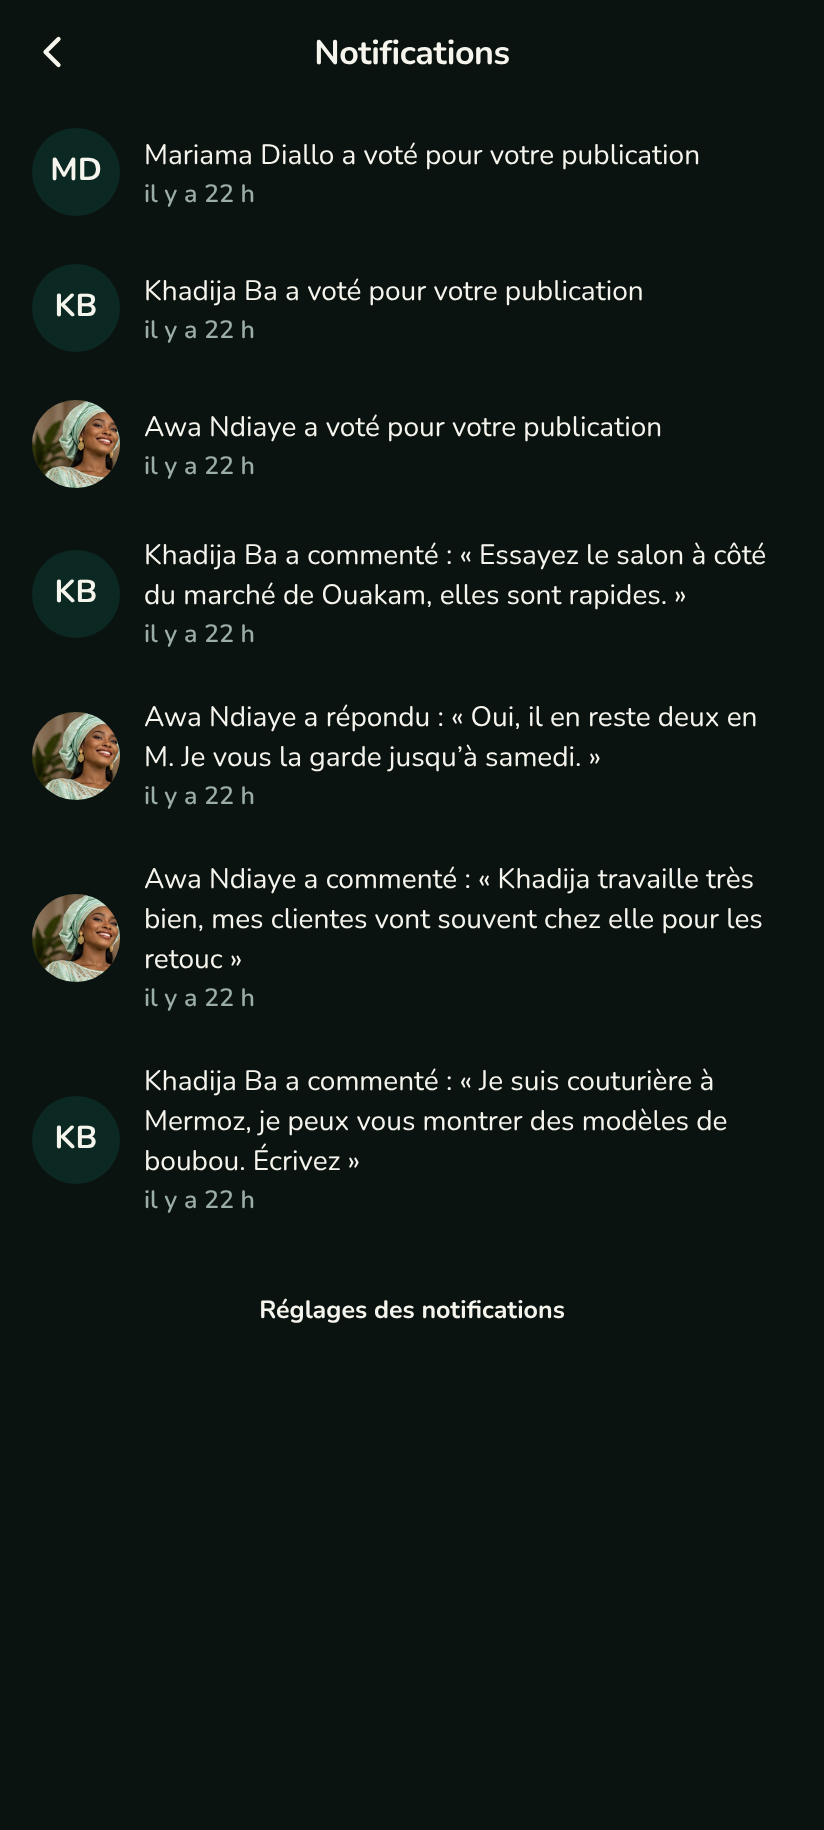 Notifications
MD
Mariama Diallo a voté pour votre publication
il y a 22 h
KB
Khadija Ba a voté pour votre publication
il y a 22 h
Awa Ndiaye a voté pour votre publication
il y a 22 h
KB
Khadija Ba a commenté : « Essayez le salon à côté
du marché de Ouakam, elles sont rapides. »
il y a 22 h
Awa Ndiaye a répondu : « Oui, il en reste deux en
M. Je vous la garde jusqu’à samedi. »
il y a 22 h
Awa Ndiaye a commenté : « Khadija travaille très
bien, mes clientes vont souvent chez elle pour les
retouc »
il y a 22 h
KB
Khadija Ba a commenté : « Je suis couturière à
Mermoz, je peux vous montrer des modèles de
boubou. Écrivez »
il y a 22 h
Réglages des notifications